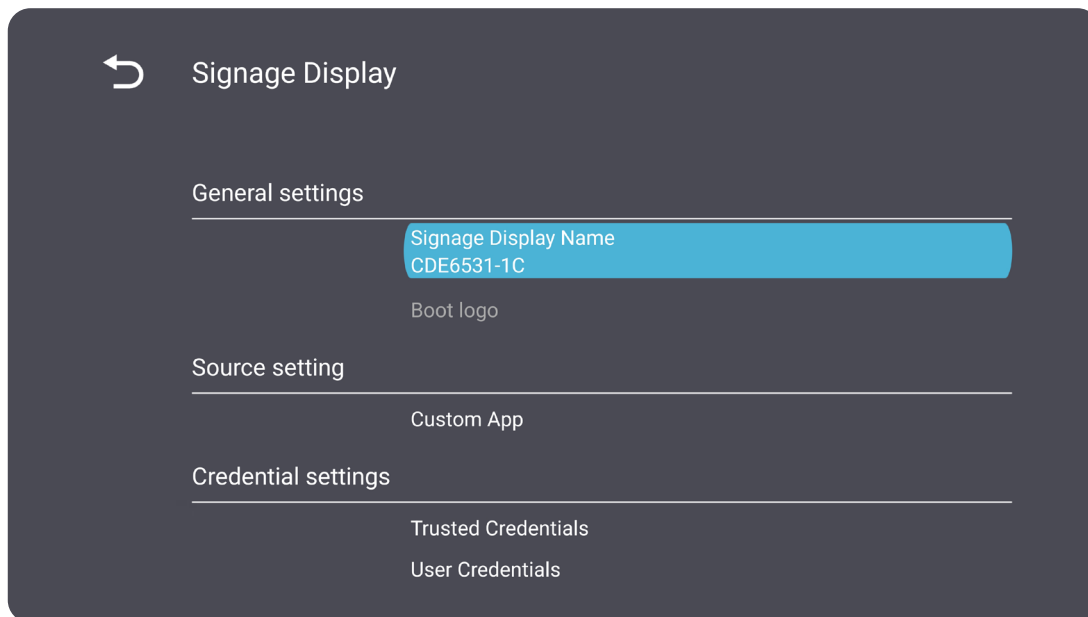 Signage Display
General settings
Signage Display Name
CDE6531-1C
Boot logo
Source setting
Custom App
Credential settings
Trusted Credentials
User Credentials